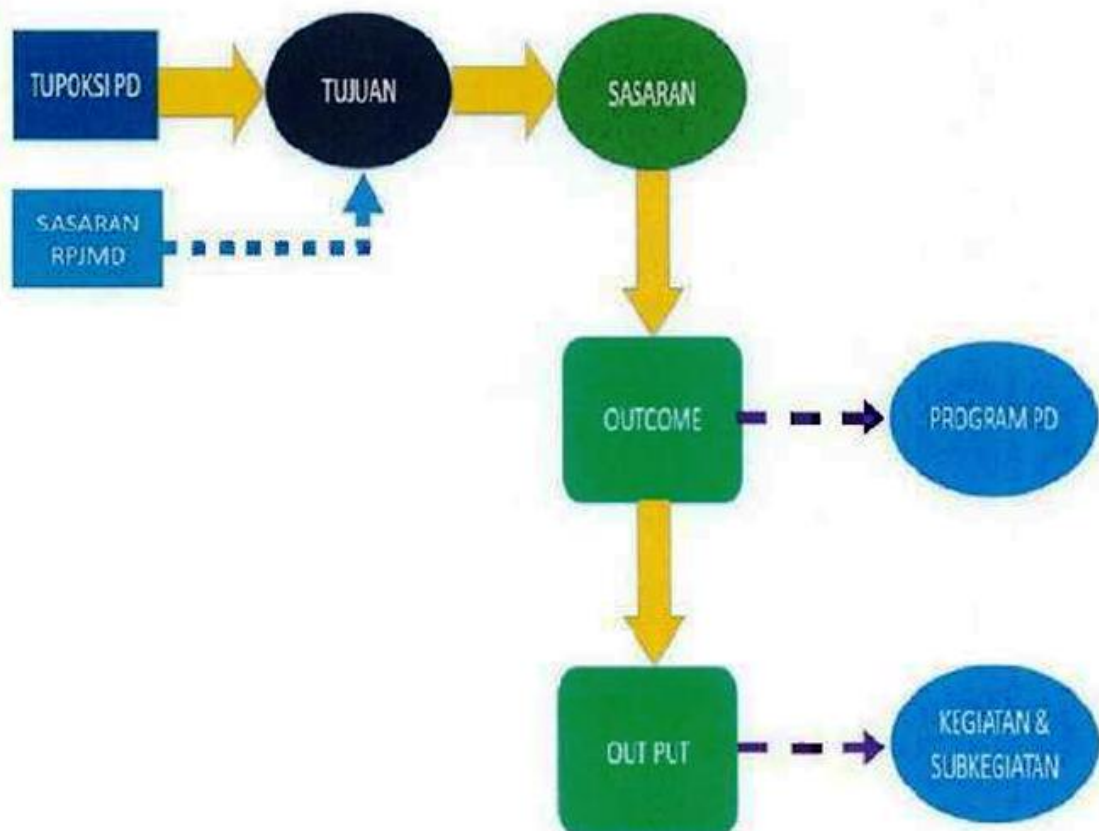 TUPOKSI PD
TUJUAN
SASARAN
SASARAN
RPJMD
OUTCOME
PROGRAM PD
OUT PUT
KEGIATAN &
SUBKEGIATAN